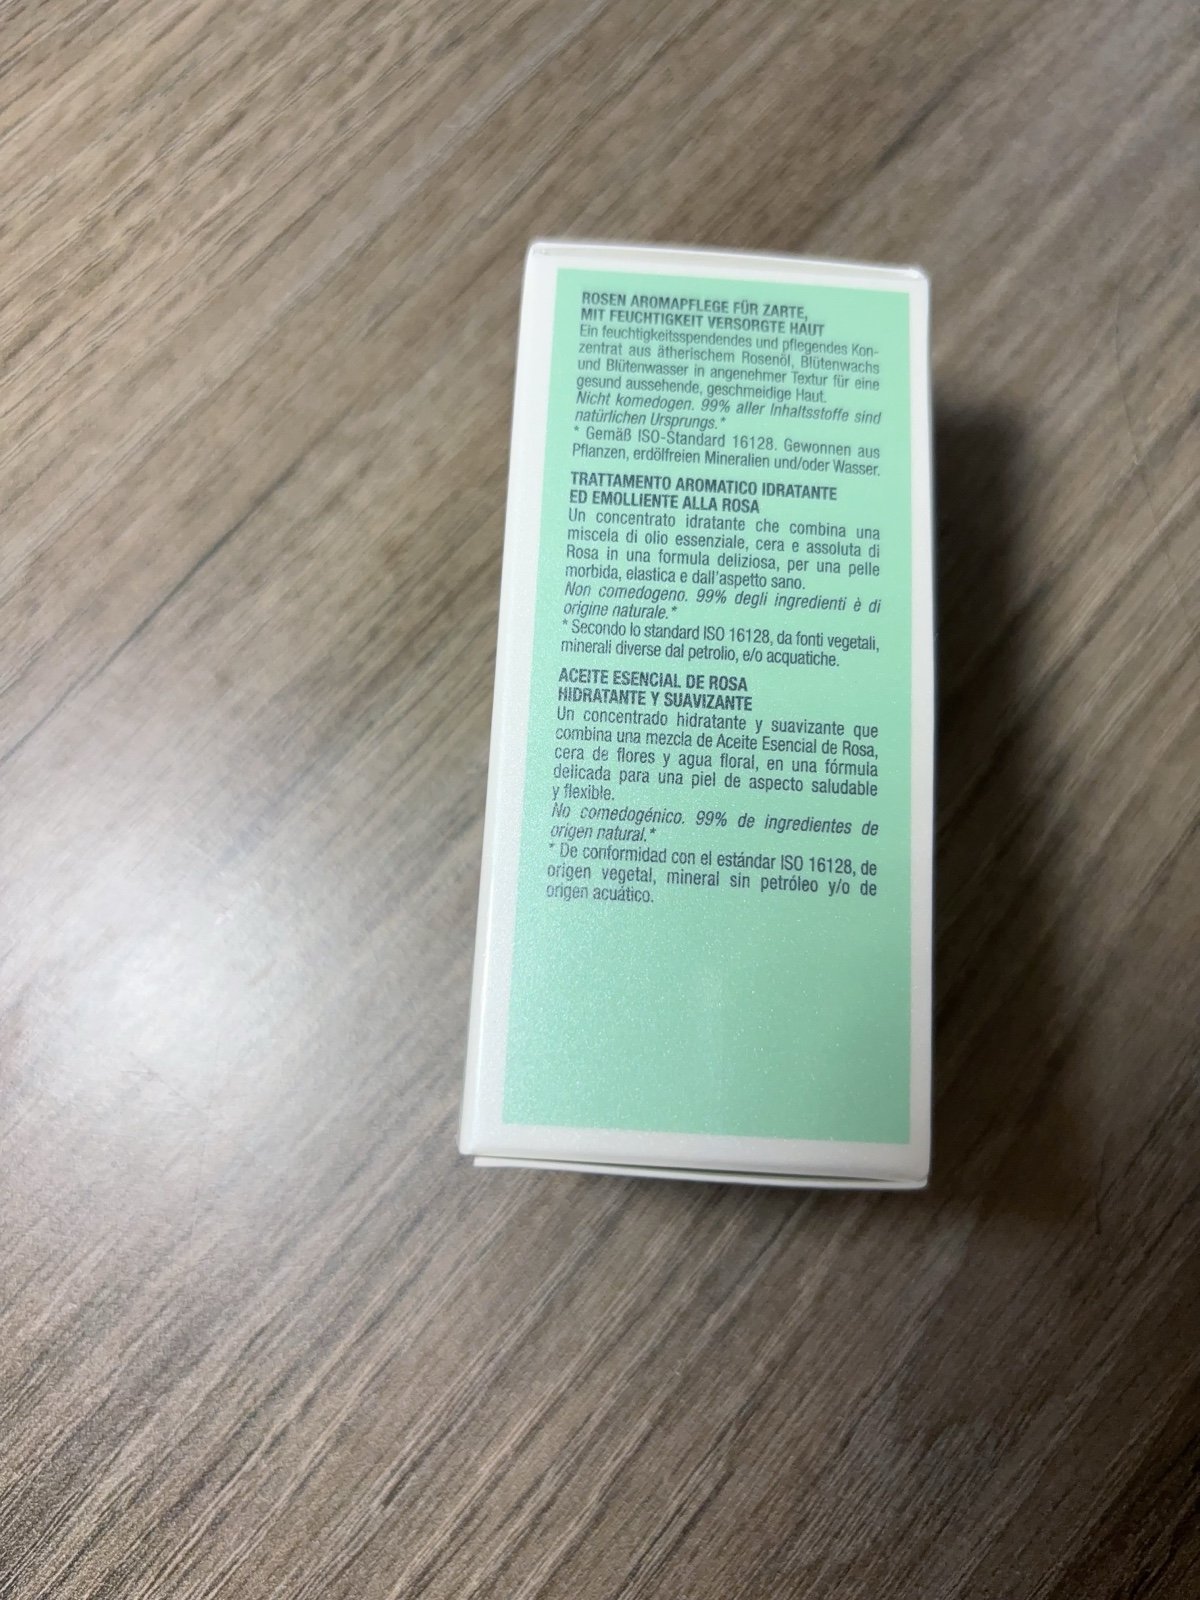 ROSEN AROMAPFLEGE FÜR ZARTE,
MIT FEUCHTIGKEIT VERSORGTE HAUT
Ein feuchtigkeitsspendendes und pflegendes Kon-
zentrat aus ätherischem Rosenöl, Blütenwachs
und Blütenwasser in angenehmer Textur für eine
gesund aussehende, geschmeidige Haut.
Nicht komedogen. 99% aller Inhaltsstoffe sind
natürlichen Ursprungs.*
* Gemäß ISO-Standard 16128. Gewonnen aus
Pflanzen, erdölfreien Mineralien und/oder Wasser.
TRATTAMENTO AROMATICO IDRATANTE
ED EMOLLIENTE ALLA ROSA
Un concentrato idratante che combina una
miscela di olio essenziale, cera e assoluta di
Rosa in una formula deliziosa, per una pelle
morbida, elastica e dall'aspetto sano.
Non comedogeno. 99% degli ingredienti è di
origine naturale.*
* Secondo lo standard ISO 16128, da fonti vegetali,
minerali diverse dal petrolio, e/o acquatiche.
ACEITE ESENCIAL DE ROSA
HIDRATANTE Y SUAVIZANTE
Un concentrado hidratante y suavizante que
combina una mezcla de Aceite Esencial de Rosa,
cera de flores y agua floral, en una fórmula
delicada para una piel de aspecto saludable
y flexible.
No comedogénico. 99% de ingredientes de
origen natural.*
* De conformidad con el estándar ISO 16128, de
origen vegetal, mineral sin petróleo y/o de
origen acuático.